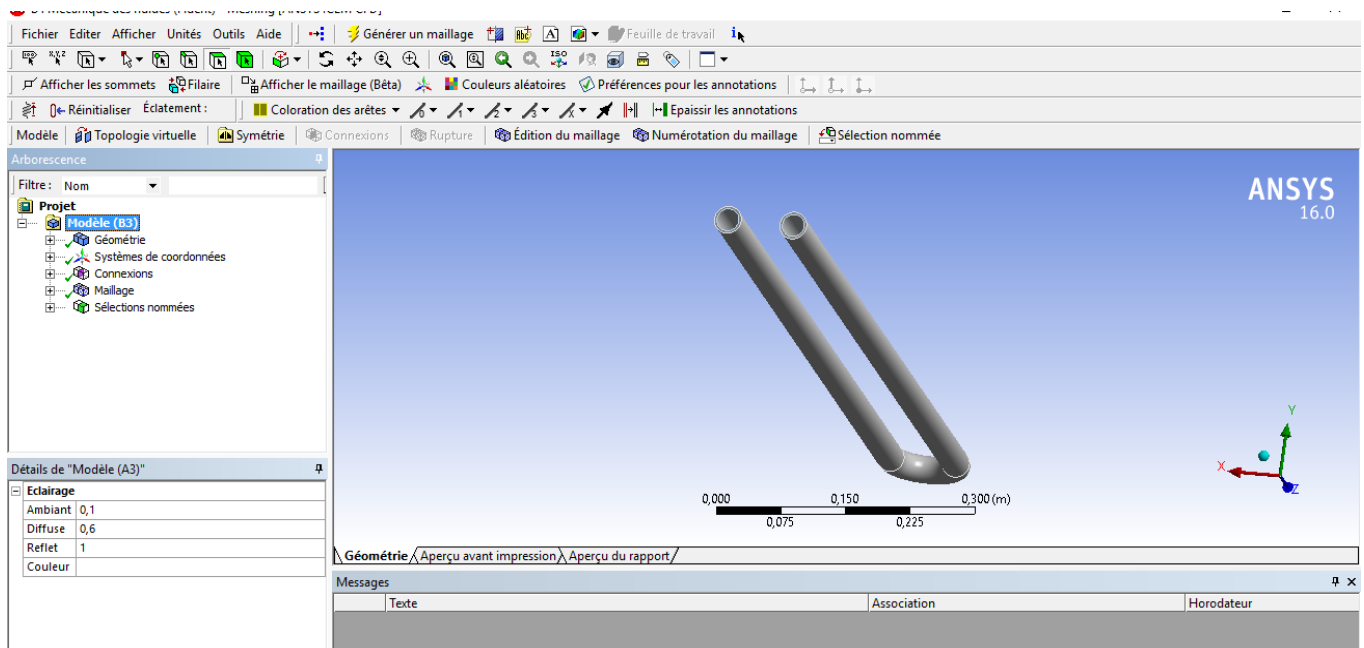 Fichier Editer Afficher Unités Outils Aide Générer un maillage Feuille de travail
Afficher les sommets Filaire Afficher le maillage (Bêta) Couleurs aléatoires Préférences pour les annotations
Réinitialiser Éclatement : Coloration des arêtes Epaissir les annotations
Modèle Topologie virtuelle Symétrie Connexions Rupture Édition du maillage Numérotation du maillage Sélection nommée
Arborescence
Filtre : Nom
Projet
Modèle (B3)
Géométrie
Systèmes de coordonnées
Connexions
Maillage
Sélections nommées
Détails de "Modèle (A3)"
Eclairage
Ambiant 0,1
Diffuse 0,6
Reflet 1
Couleur
ANSYS
16.0
Y
X
Z
0,000 0,150 0,300 (m)
0,075 0,225
Géométrie Aperçu avant impression Aperçu du rapport
Messages
Texte Association Horodateur